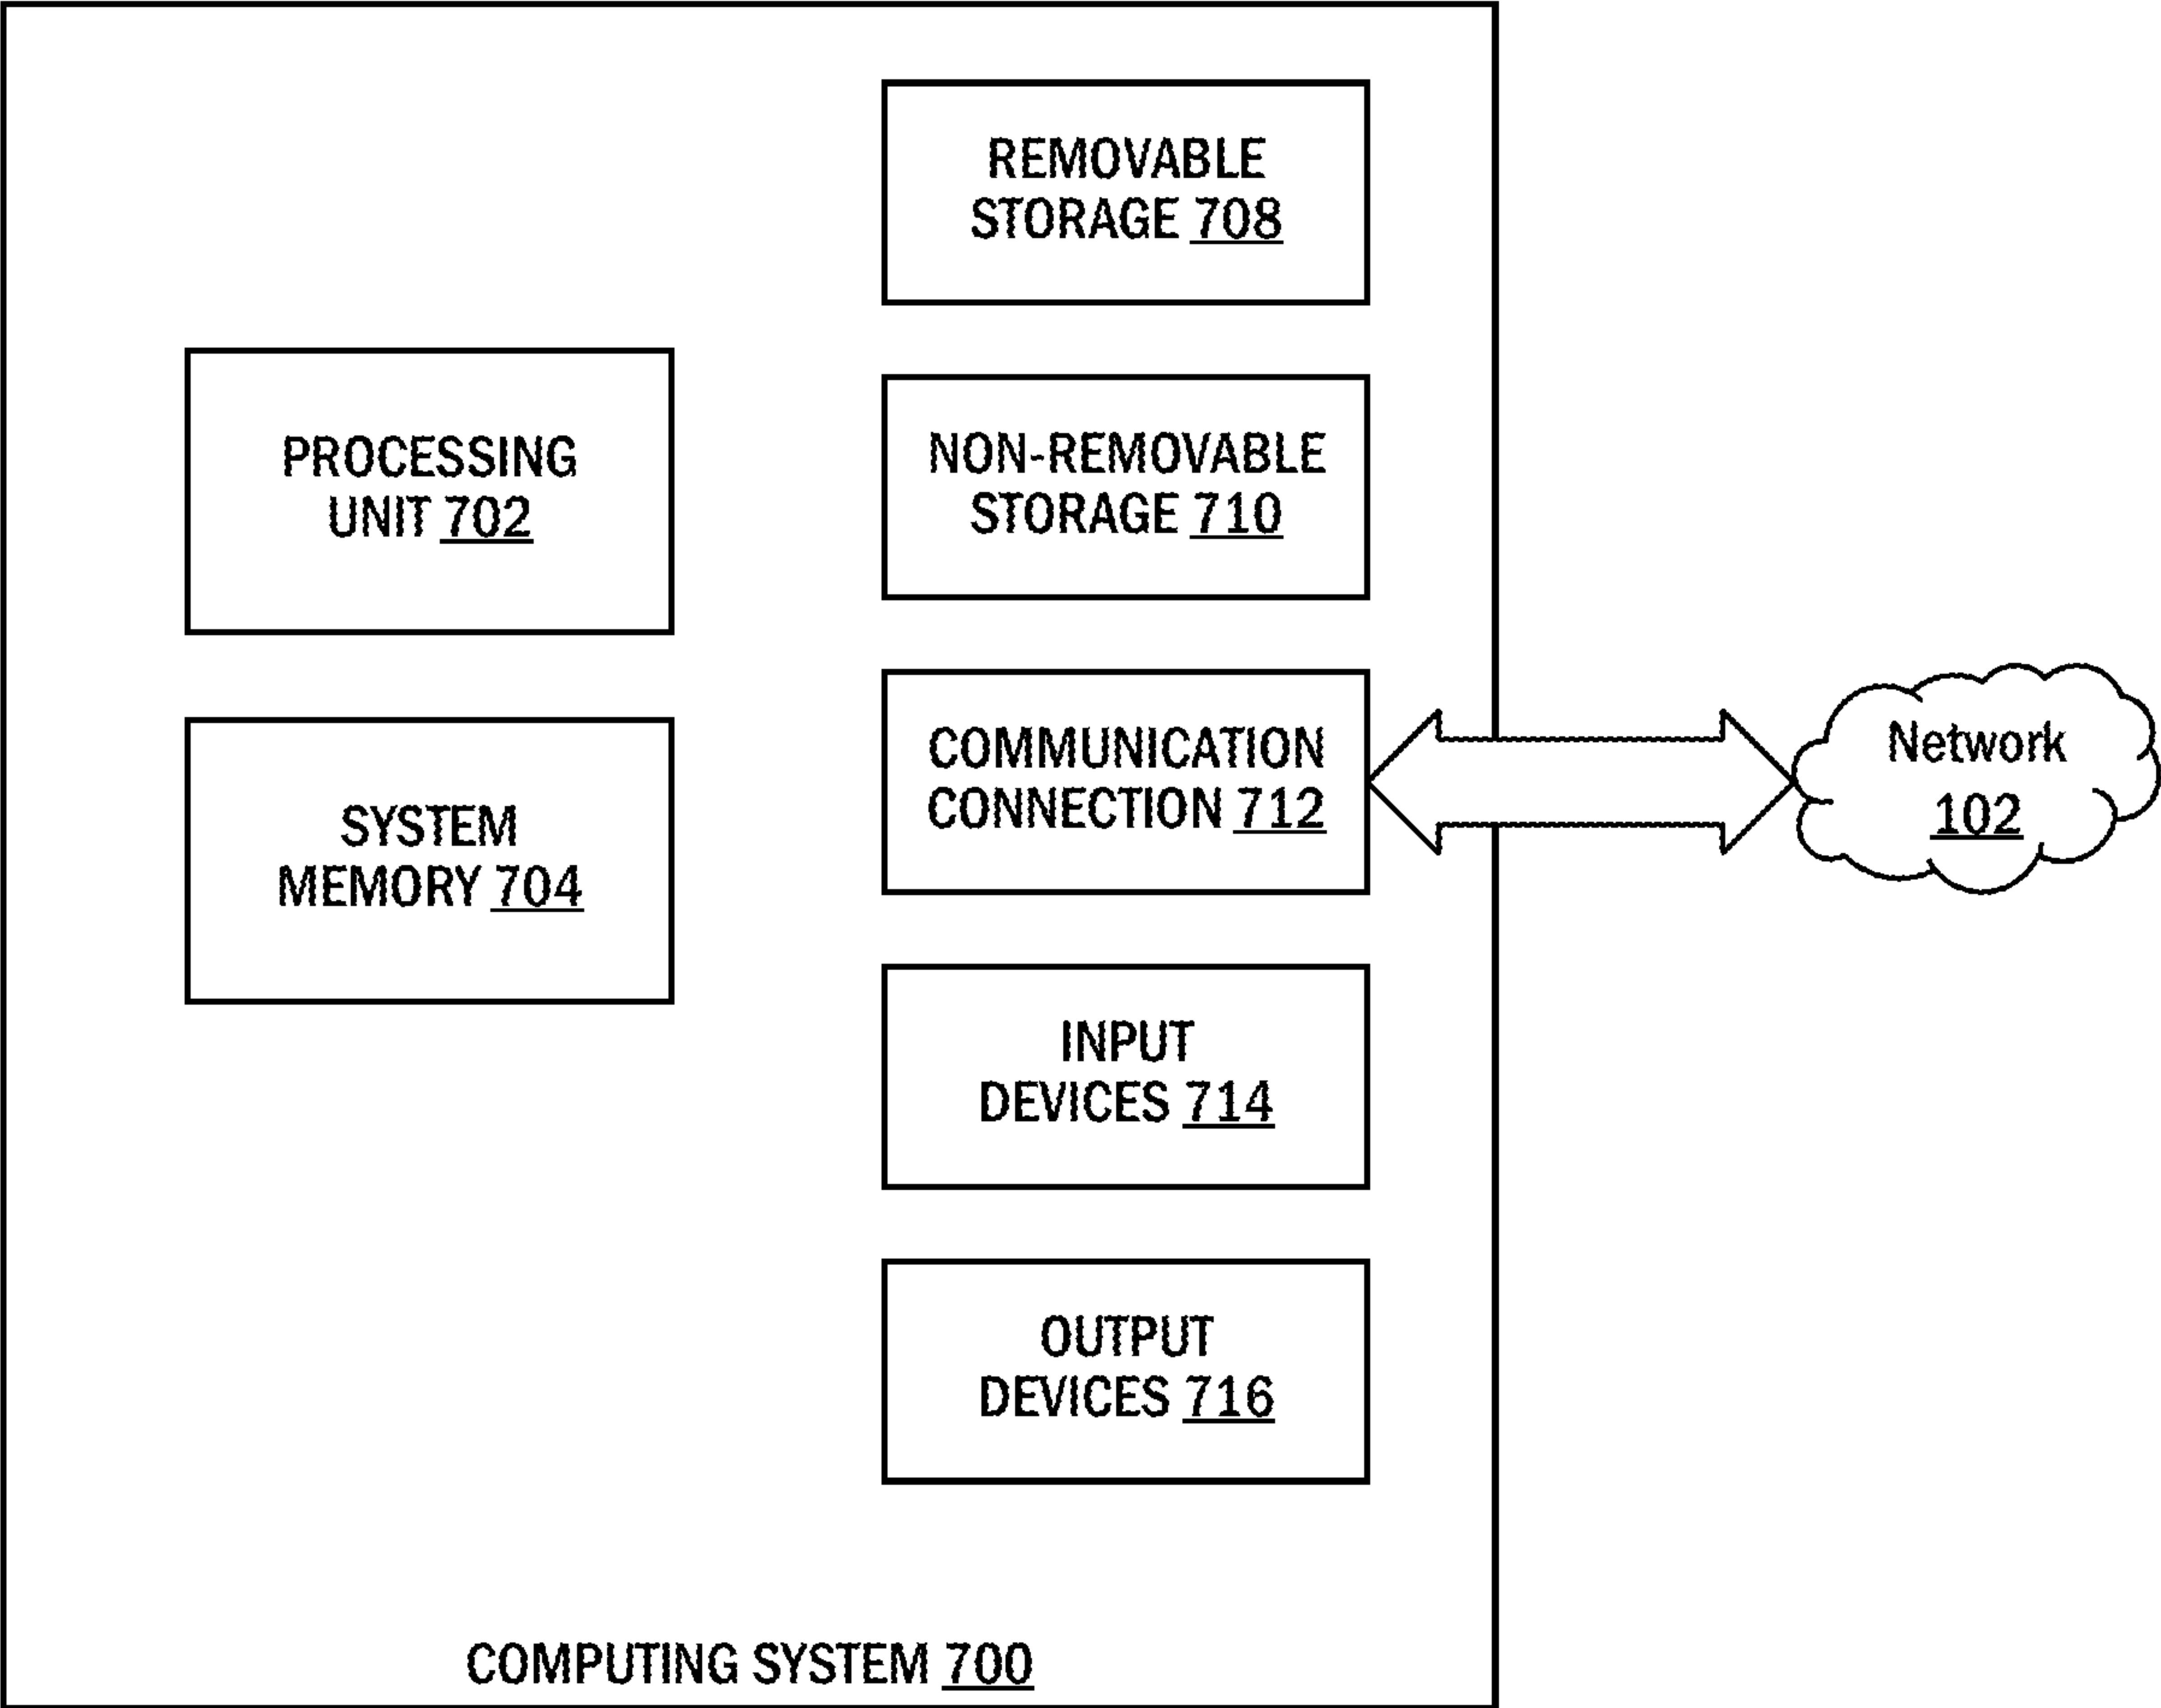 REMOVABLE
STORAGE 708
PROCESSING
UNIT 702
NON-REMOVABLE
STORAGE 710
SYSTEM
MEMORY 704
COMMUNICATION
CONNECTION 712
Network
102
INPUT
DEVICES 714
OUTPUT
DEVICES 716
COMPUTING SYSTEM 700